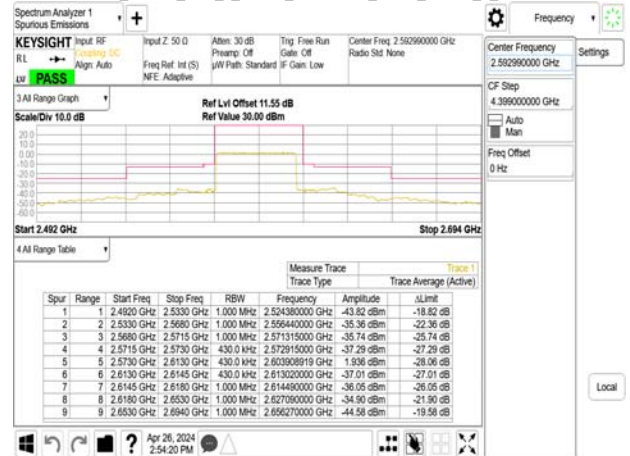 Spectrum Analyzer 1
Spurious Emissions
+
Frequency
KEYSIGHT
RL
PASS
Input: RF
Coupling: DC
Align: Auto
Input Z: 50 Ω
Freq Ref: Int (S)
NFE: Adaptive
Atten: 30 dB
Preamp: Off
µW Path: Standard
Trig: Free Run
Gate: Off
IF Gain: Low
Center Freq: 2.592990000 GHz
Radio Std: None
Center Frequency
2.592990000 GHz
Settings
CF Step
4.399000000 GHz
Auto
Man
Freq Offset
0 Hz
Local
3 All Range Graph
Scale/Div 10.0 dB
Ref Lvl Offset 11.55 dB
Ref Value 30.00 dBm
20.0
10.0
0.00
-10.0
-20.0
-30.0
-40.0
-50.0
-60.0
Start 2.492 GHz Stop 2.694 GHz
4 All Range Table
Measure Trace Trace 1
Trace Type Trace Average (Active)
Spur Range Start Freq Stop Freq RBW Frequency Amplitude ΔLimit
1 1 2.4920 GHz 2.5330 GHz 1.000 MHz 2.524380000 GHz -43.82 dBm -18.82 dB
2 2 2.5330 GHz 2.5680 GHz 1.000 MHz 2.556440000 GHz -35.36 dBm -22.36 dB
3 3 2.5680 GHz 2.5715 GHz 1.000 MHz 2.571315000 GHz -35.74 dBm -25.74 dB
4 4 2.5715 GHz 2.5730 GHz 430.0 kHz 2.572915000 GHz -37.29 dBm -27.29 dB
5 5 2.5730 GHz 2.6130 GHz 430.0 kHz 2.603908919 GHz 1.936 dBm -28.06 dB
6 6 2.6130 GHz 2.6145 GHz 430.0 kHz 2.613020000 GHz -37.01 dBm -27.01 dB
7 7 2.6145 GHz 2.6180 GHz 1.000 MHz 2.614490000 GHz -36.05 dBm -26.05 dB
8 8 2.6180 GHz 2.6530 GHz 1.000 MHz 2.627090000 GHz -34.90 dBm -21.90 dB
9 9 2.6530 GHz 2.6940 GHz 1.000 MHz 2.656270000 GHz -44.58 dBm -19.58 dB
?
Apr 26, 2024
2:54:20 PM